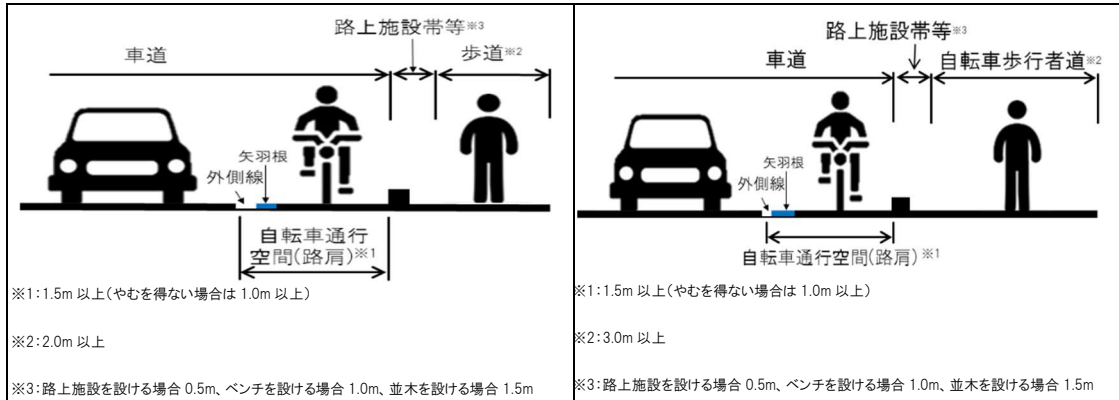 路上施設帯等※3
車道
歩道※2
矢羽根
外側線
自転車通行
空間(路肩)※1
※1:1.5m 以上(やむを得ない場合は 1.0m 以上)
※2:2.0m 以上
※3:路上施設を設ける場合 0.5m、ベンチを設ける場合 1.0m、並木を設ける場合 1.5m
路上施設帯等※3
車道
自転車歩行者道※2
矢羽根
外側線
自転車通行空間(路肩)※1
※1:1.5m 以上(やむを得ない場合は 1.0m 以上)
※2:3.0m 以上
※3:路上施設を設ける場合 0.5m、ベンチを設ける場合 1.0m、並木を設ける場合 1.5m